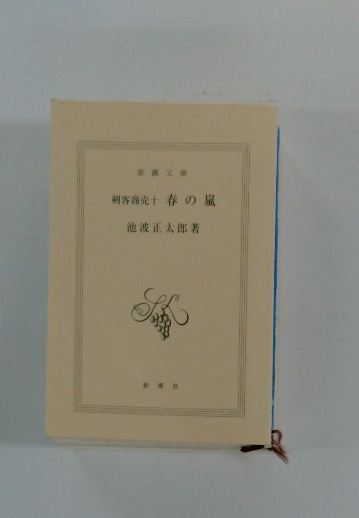 新潮文庫
剣客商売十 春の嵐
池波正太郎著
新潮社